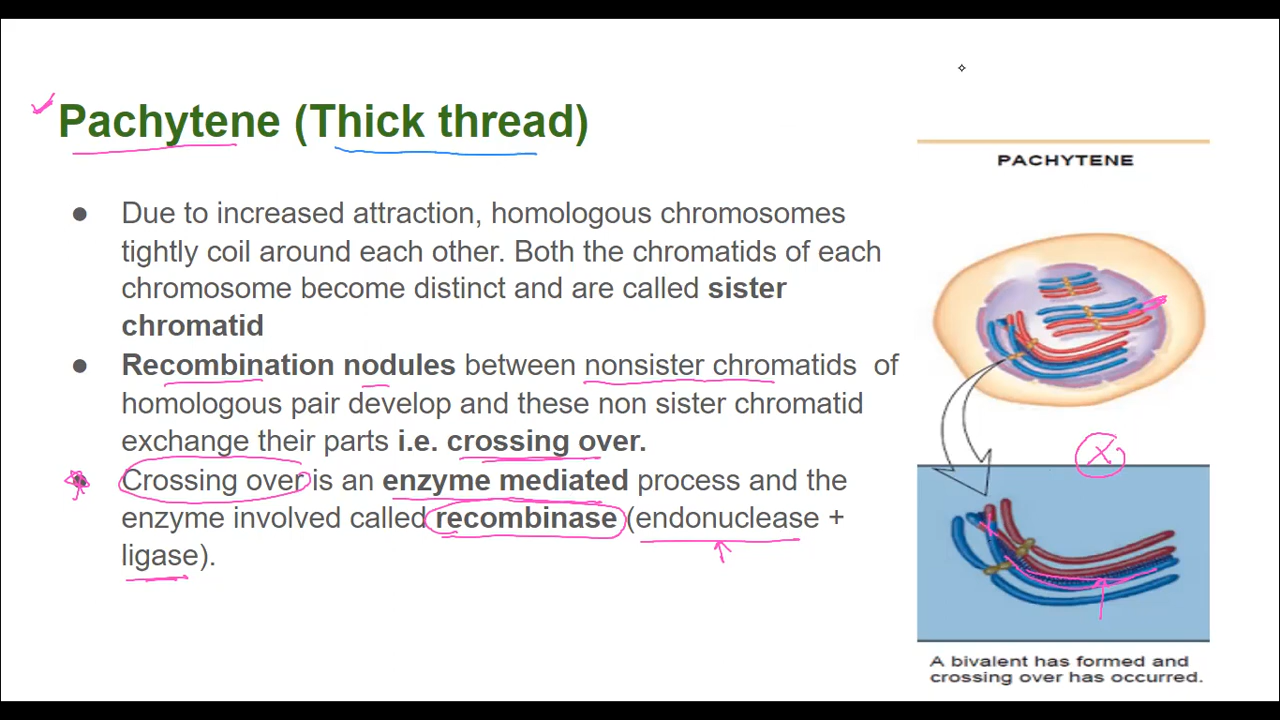 Pachytene (Thick thread)
● Due to increased attraction, homologous chromosomes
tightly coil around each other. Both the chromatids of each
chromosome become distinct and are called sister
chromatid
● Recombination nodules between nonsister chromatids of
homologous pair develop and these non sister chromatid
exchange their parts i.e. crossing over.
● Crossing over is an enzyme mediated process and the
enzyme involved called recombinase (endonuclease +
ligase).
PACHYTENE
X
A bivalent has formed and
crossing over has occurred.